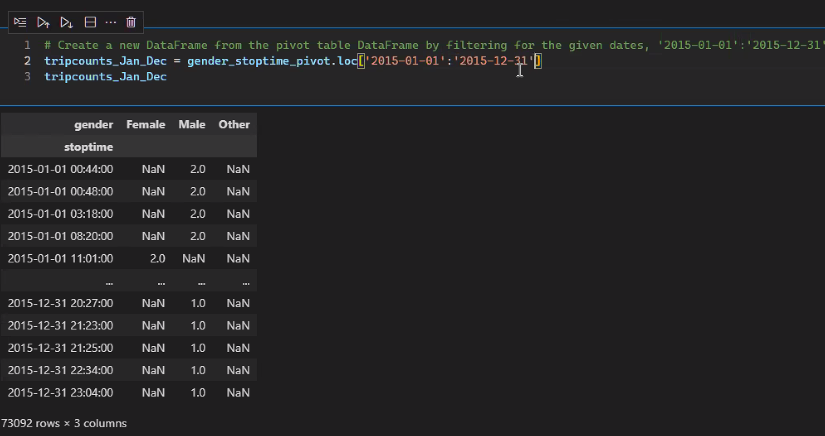 1 # Create a new DataFrame from the pivot table DataFrame by filtering for the given dates, '2015-01-01':'2015-12-31'
2 tripcounts_Jan_Dec = gender_stoptime_pivot.loc['2015-01-01':'2015-12-31']
3 tripcounts_Jan_Dec
gender Female Male Other
stoptime
2015-01-01 00:44:00 NaN 2.0 NaN
2015-01-01 00:48:00 NaN 2.0 NaN
2015-01-01 03:18:00 NaN 2.0 NaN
2015-01-01 08:20:00 NaN 2.0 NaN
2015-01-01 11:01:00 2.0 NaN NaN
... ... ... ...
2015-12-31 20:27:00 NaN 1.0 NaN
2015-12-31 21:23:00 NaN 1.0 NaN
2015-12-31 21:25:00 NaN 1.0 NaN
2015-12-31 22:34:00 NaN 1.0 NaN
2015-12-31 23:04:00 NaN 1.0 NaN
73092 rows × 3 columns